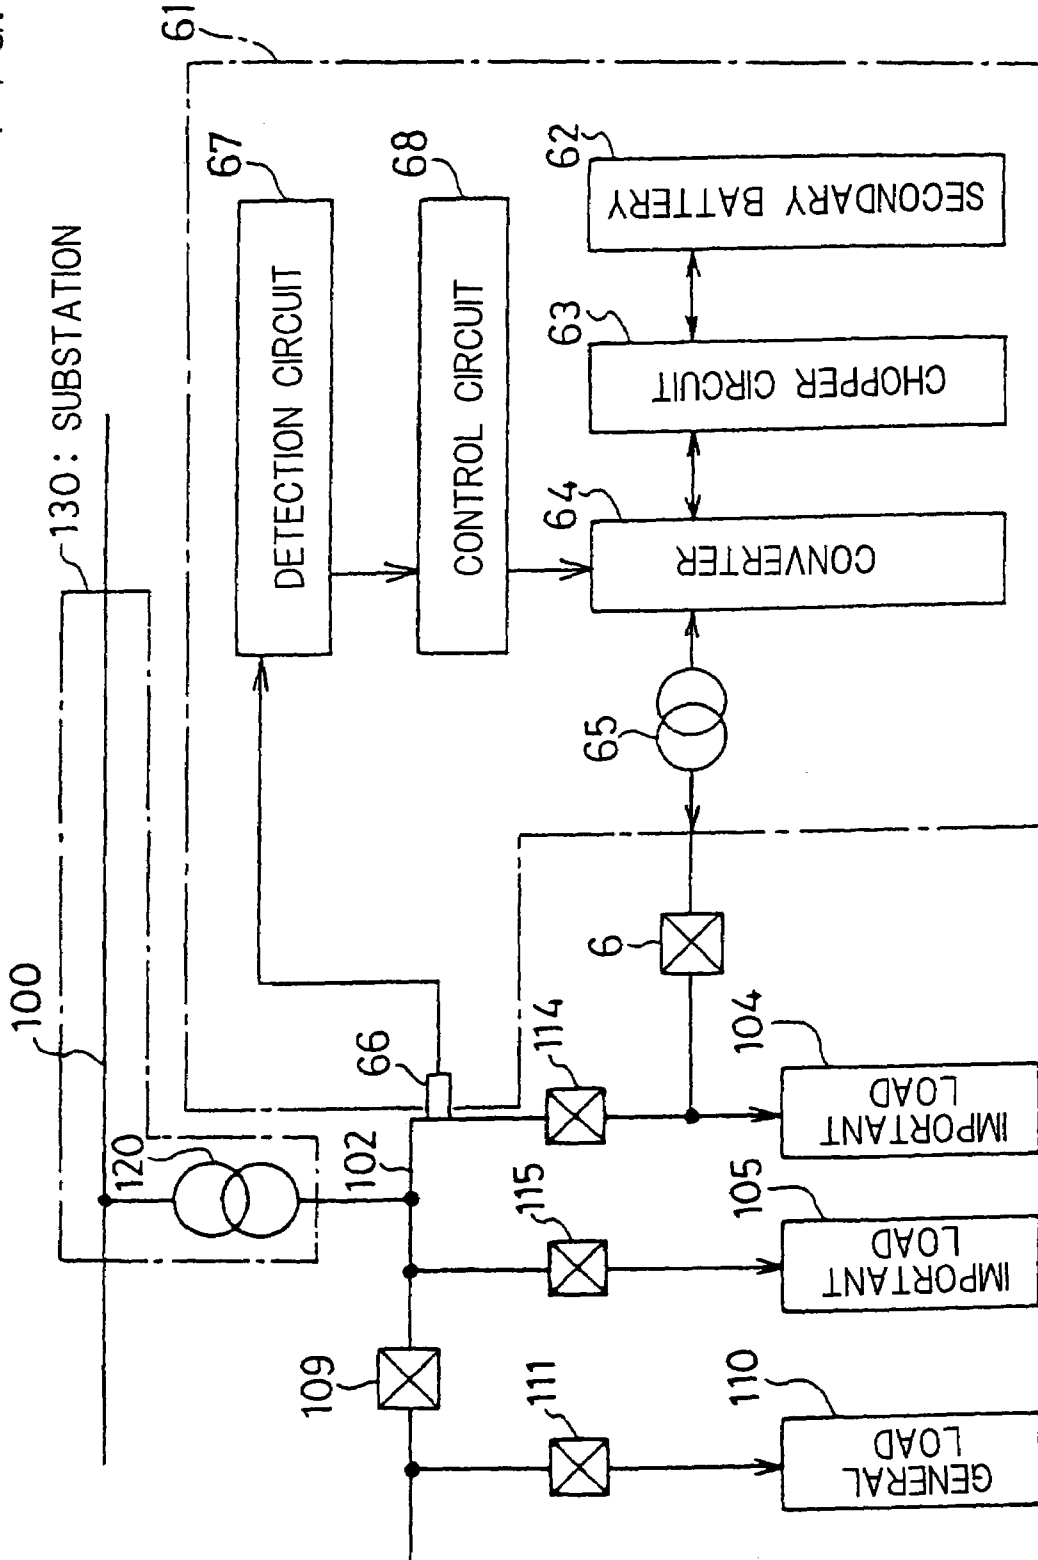 61
130: SUBSTATION
100
120
67
DETECTION CIRCUIT
68
CONTROL CIRCUIT
62
SECONDARY BATTERY
63
CHOPPER CIRCUIT
64
CONVERTER
65
66
102
6
114
115
109
111
104
IMPORTANT
LOAD
105
IMPORTANT
LOAD
110
GENERAL
LOAD